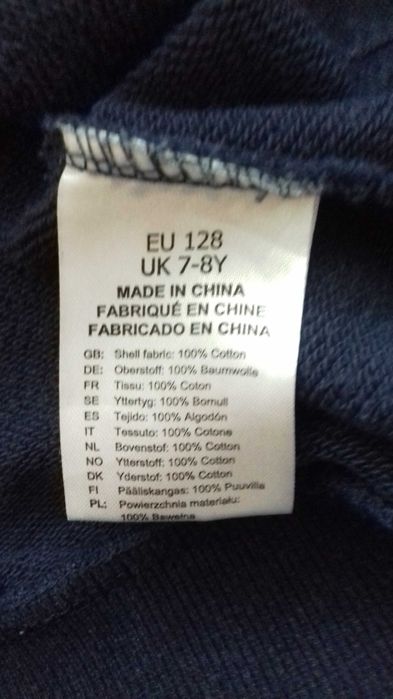 EU 128
UK 7-8Y
MADE IN CHINA
FABRIQUÉ EN CHINE
FABRICADO EN CHINA
GB: Shell fabric: 100% Cotton
DE: Oberstoff: 100% Baumwolle
FR Tissu: 100% Coton
SE Yttertyg: 100% Bomull
ES Tejido: 100% Algodón
IT Tessuto: 100% Cotone
NL Bovenstof: 100% Cotton
NO Ytterstoff: 100% Cotton
DK Yderstof: 100% Cotton
FI Pääliskangas: 100% Puuvilla
PL: Powierzchnia materiału:
100% Bawełna